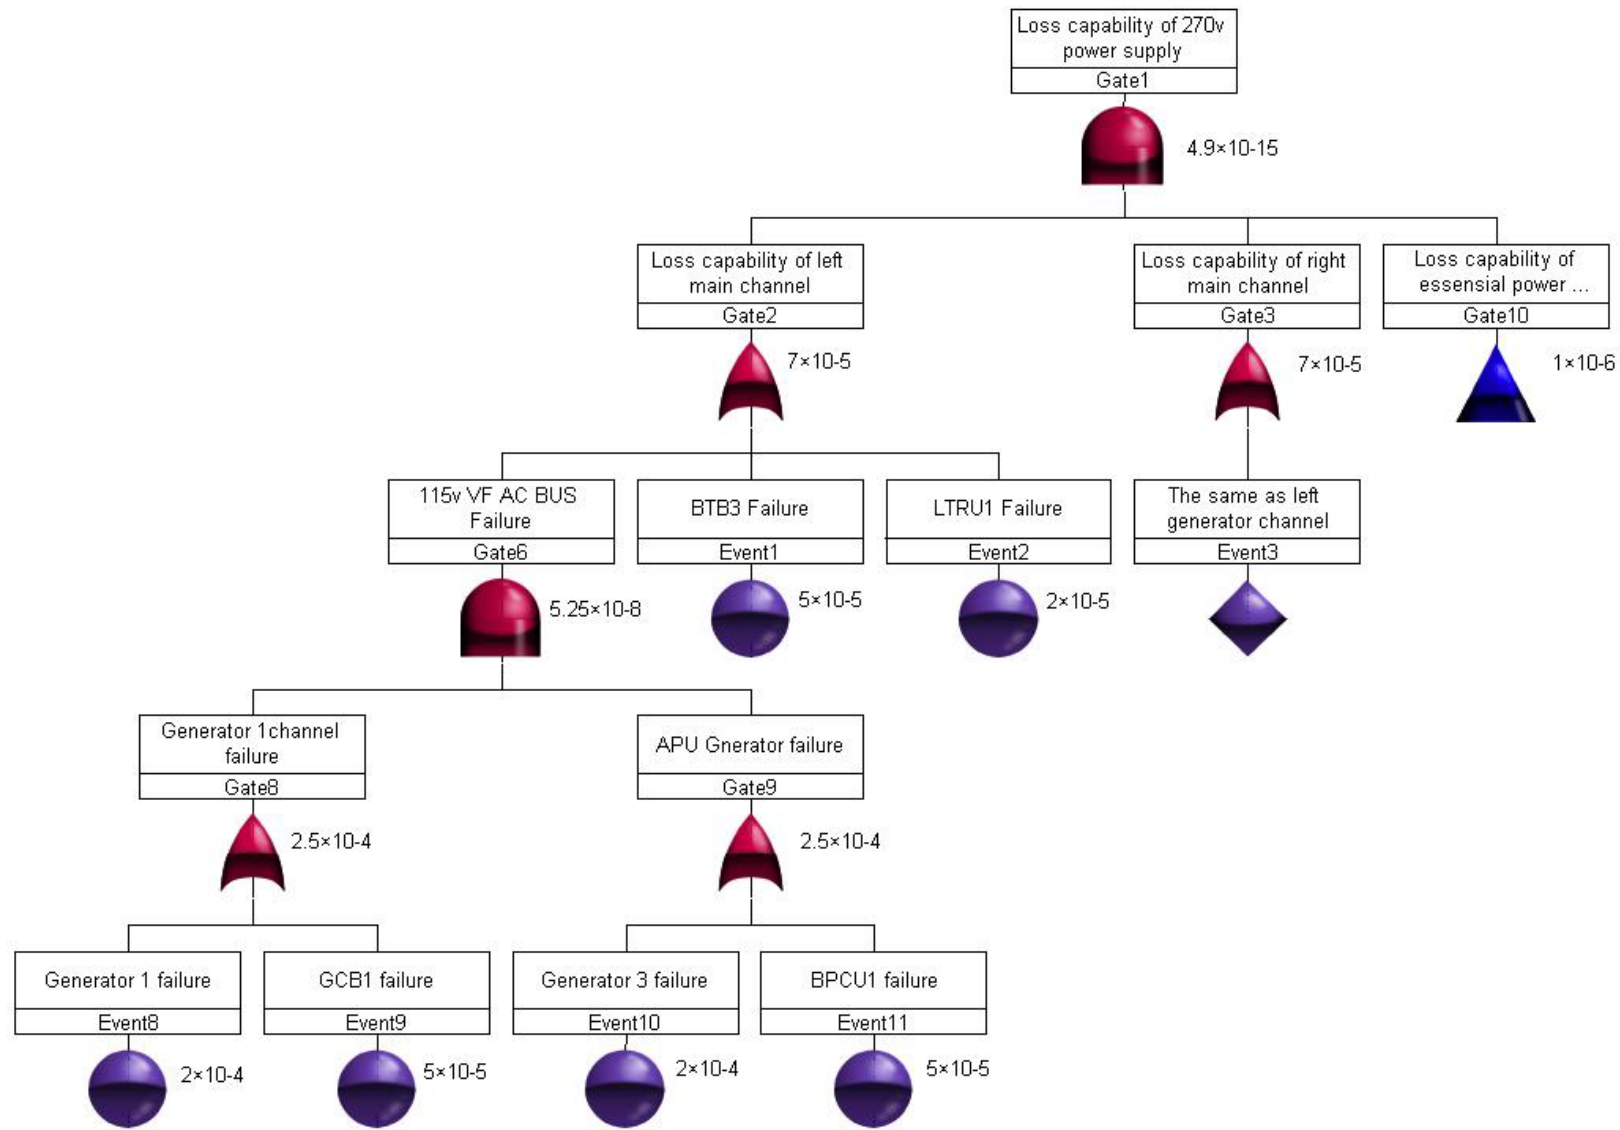 Loss capability of 270v
power supply
Gate1
4.9×10-15
Loss capability of left
main channel
Gate2
7×10-5
Loss capability of right
main channel
Gate3
7×10-5
Loss capability of
essensial power ...
Gate10
1×10-6
115v VF AC BUS
Failure
Gate6
5.25×10-8
BTB3 Failure
Event1
5×10-5
LTRU1 Failure
Event2
2×10-5
The same as left
generator channel
Event3
Generator 1channel
failure
Gate8
2.5×10-4
APU Gnerator failure
Gate9
2.5×10-4
Generator 1 failure
Event8
2×10-4
GCB1 failure
Event9
5×10-5
Generator 3 failure
Event10
2×10-4
BPCU1 failure
Event11
5×10-5